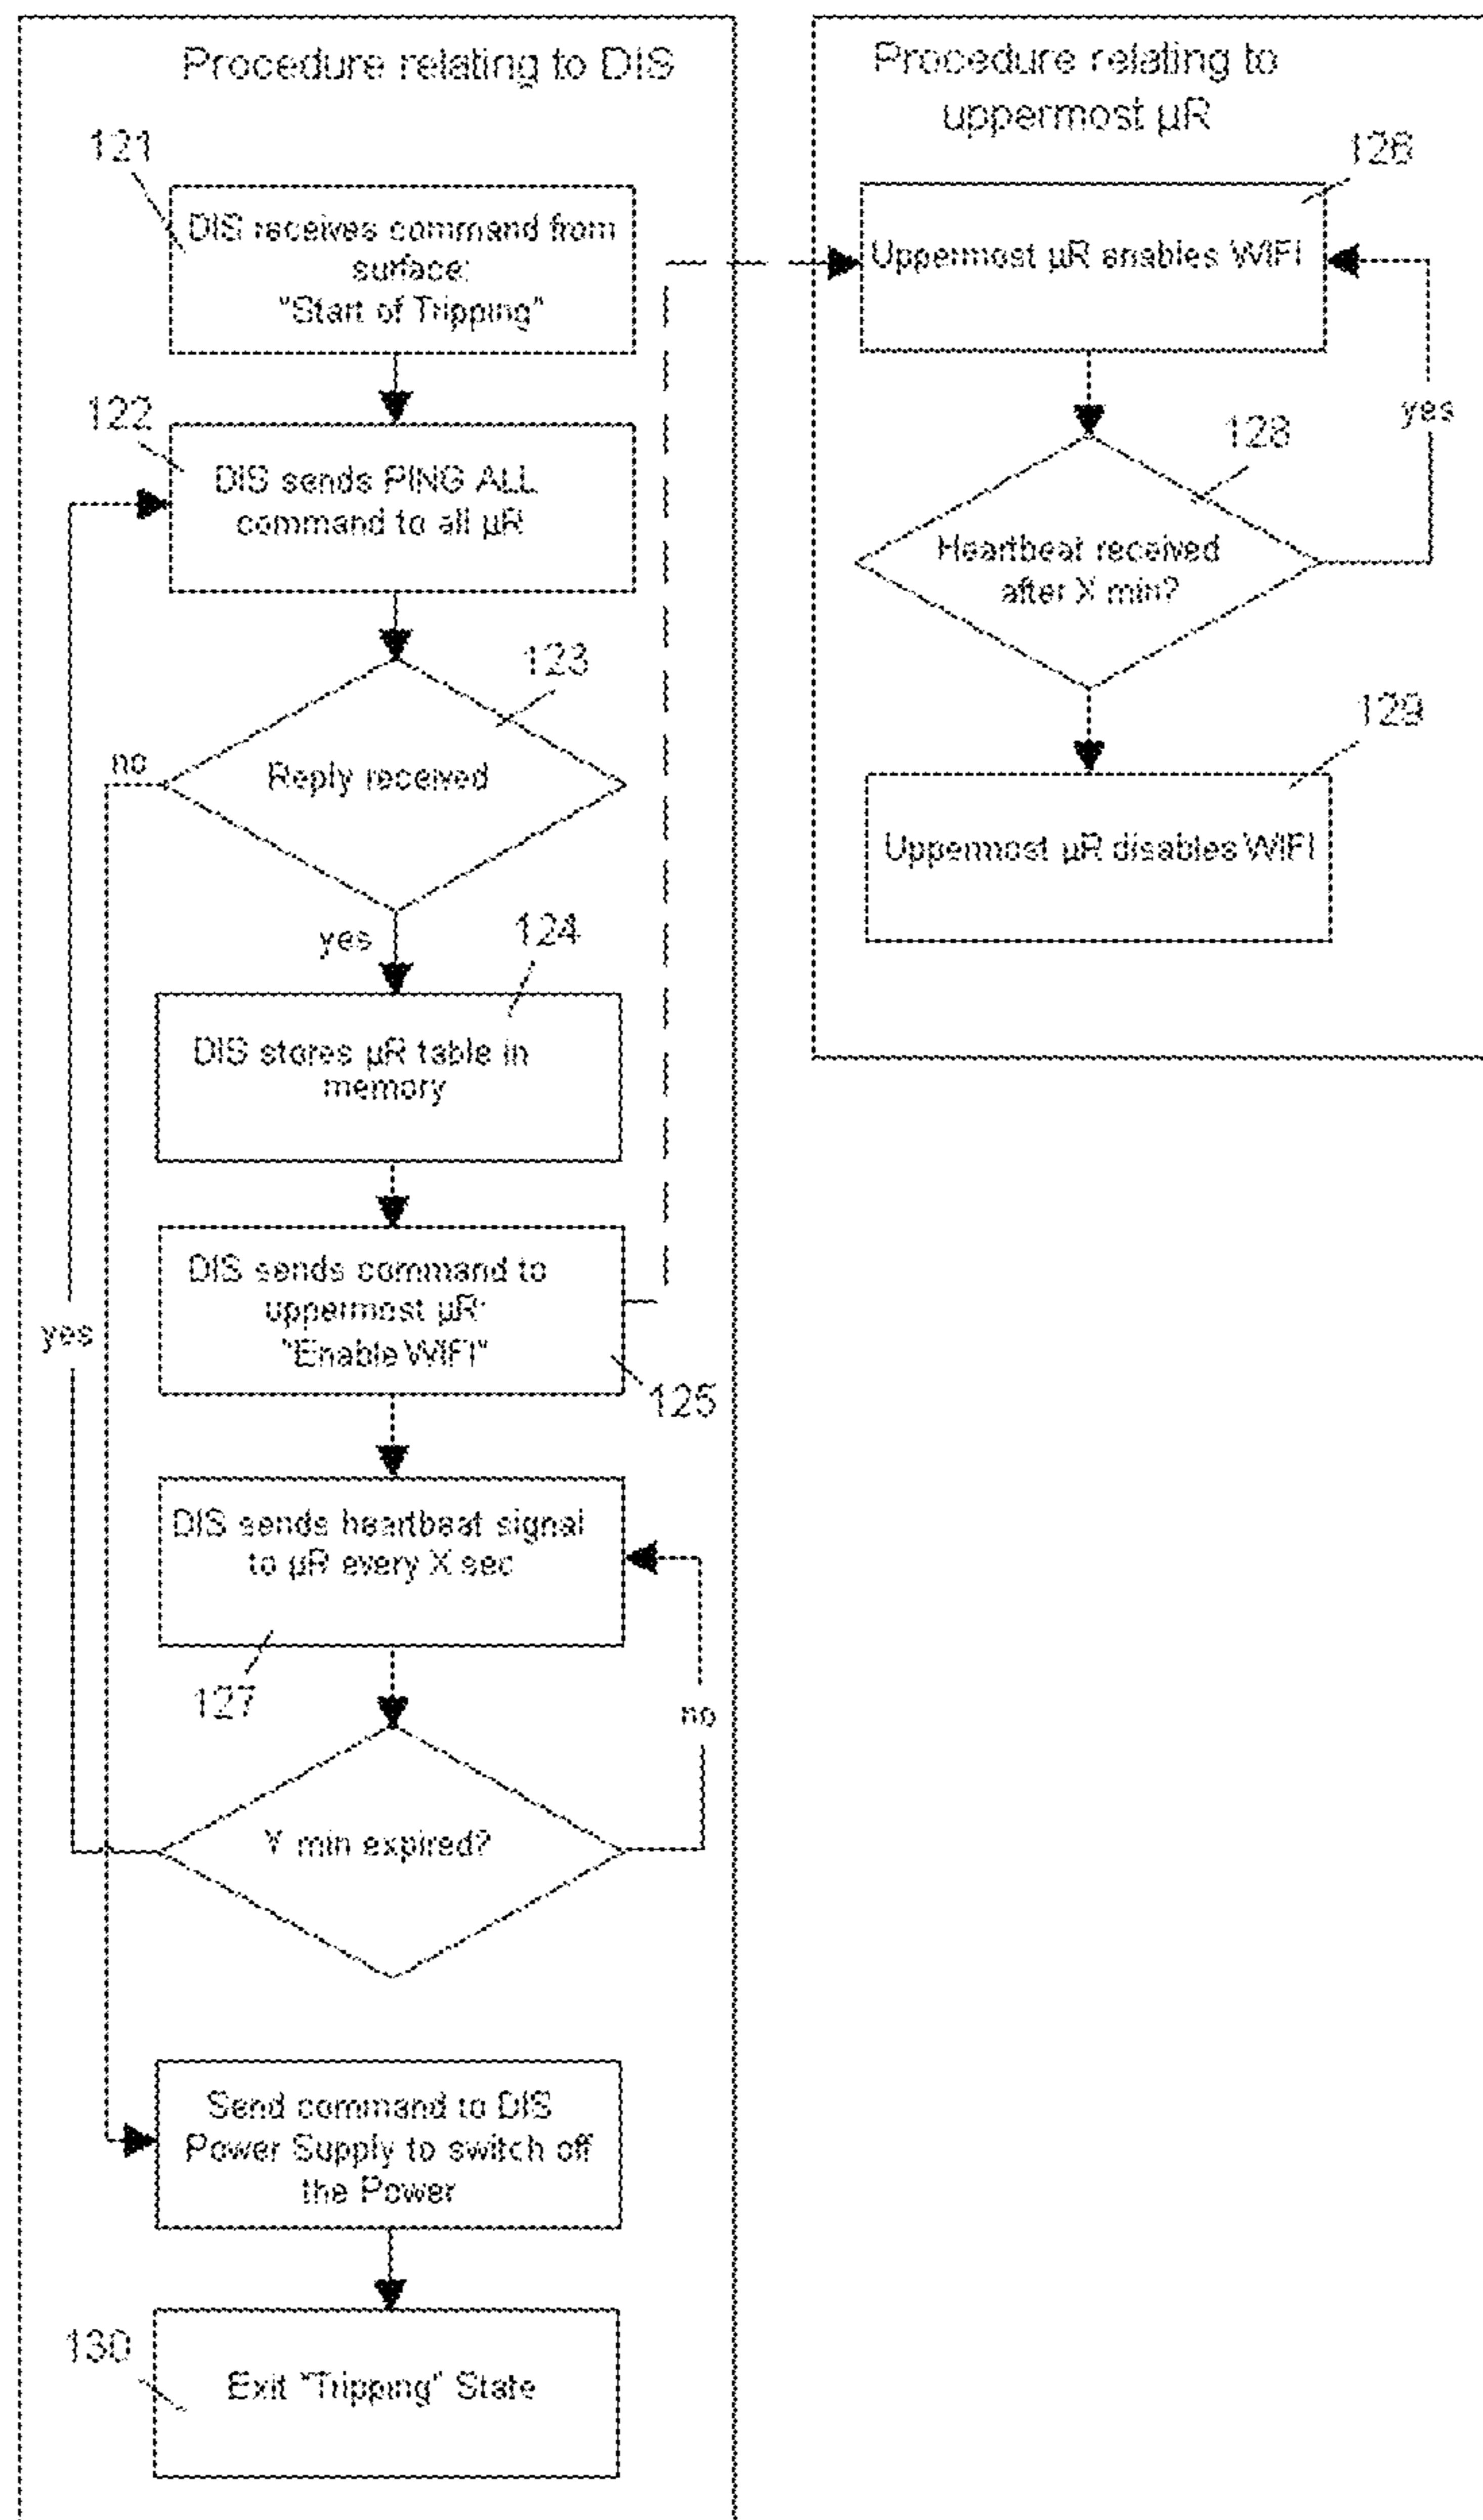 Procedure relating to DIS
121
DIS receives command from
surface:
"Start of Tripping"
122
DIS sends PING ALL
command to all µR
123
no
Reply received
yes
124
DIS stores µR table in
memory
DIS sends command to
uppermost µR:
"Enable WIFI"
yes
125
DIS sends heartbeat signal
to µR every X sec
127
no
Y min expired?
Send command to DIS
Power Supply to switch off
the Power
130
Exit "Tripping" State
Procedure relating to
uppermost µR
126
Uppermost µR enables WIFI
yes
128
Heartbeat received
after X min?
129
Uppermost µR disables WIFI